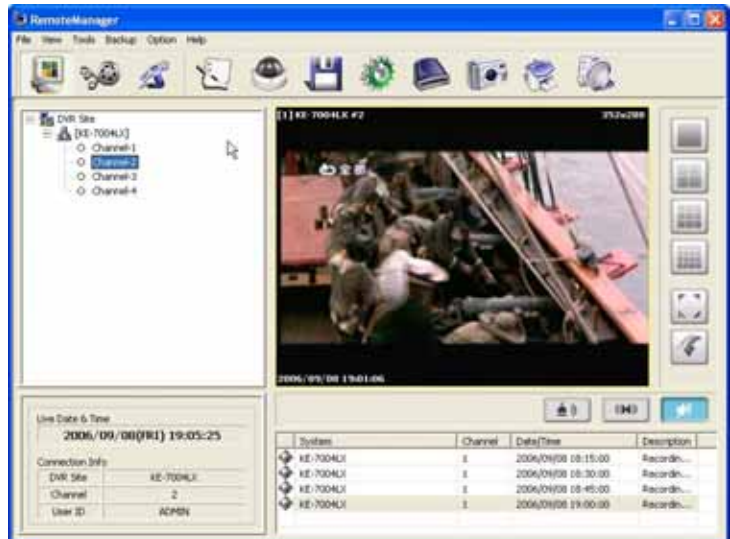 RemoteManager
File View Tools Backup Option Help
DVR Site
[KE-7004LX]
Channel-1
Channel-2
Channel-3
Channel-4
[1] KE-7004LX #2 352x288
2006/09/08 19:01:06
Live Date & Time
2006/09/08(FRI) 19:05:25
Connection Info
DVR Site KE-7004LX
Channel 2
User ID ADMIN
System Channel Date/Time Description
KE-7004LX 1 2006/09/08 18:15:00 Recordin...
KE-7004LX 1 2006/09/08 18:30:00 Recordin...
KE-7004LX 1 2006/09/08 18:45:00 Recordin...
KE-7004LX 1 2006/09/08 19:00:00 Recordin...